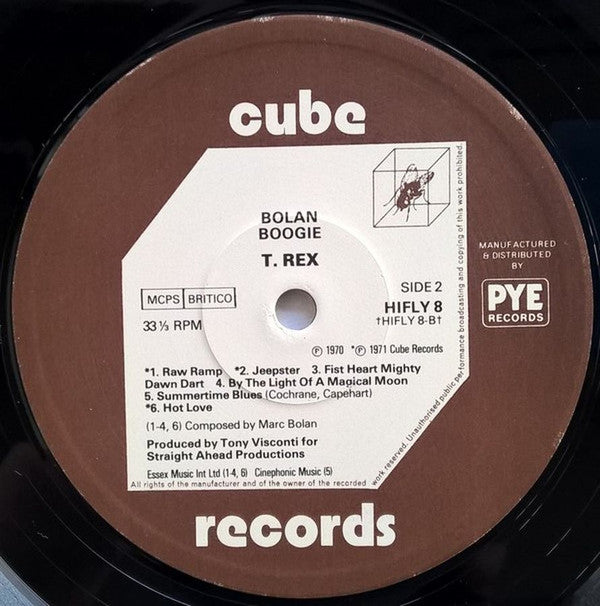 cube
BOLAN
BOOGIE
T. REX
MCPS BRITICO
33⅓ RPM
SIDE 2
HIFLY 8
†HIFLY 8-B†
MANUFACTURED
& DISTRIBUTED
BY
PYE
RECORDS
Ⓟ 1970 *Ⓟ 1971 Cube Records
*1. Raw Ramp *2. Jeepster 3. Fist Heart Mighty
Dawn Dart 4. By The Light Of A Magical Moon
5. Summertime Blues (Cochrane, Capehart)
*6. Hot Love
(1-4, 6) Composed by Marc Bolan
Produced by Tony Visconti for
Straight Ahead Productions
Essex Music Int Ltd (1-4, 6) Cinephonic Music (5)
All rights of the manufacturer and of the owner of the recorded
work reserved. Unauthorised public performance broadcasting and copying of this work prohibited.
records